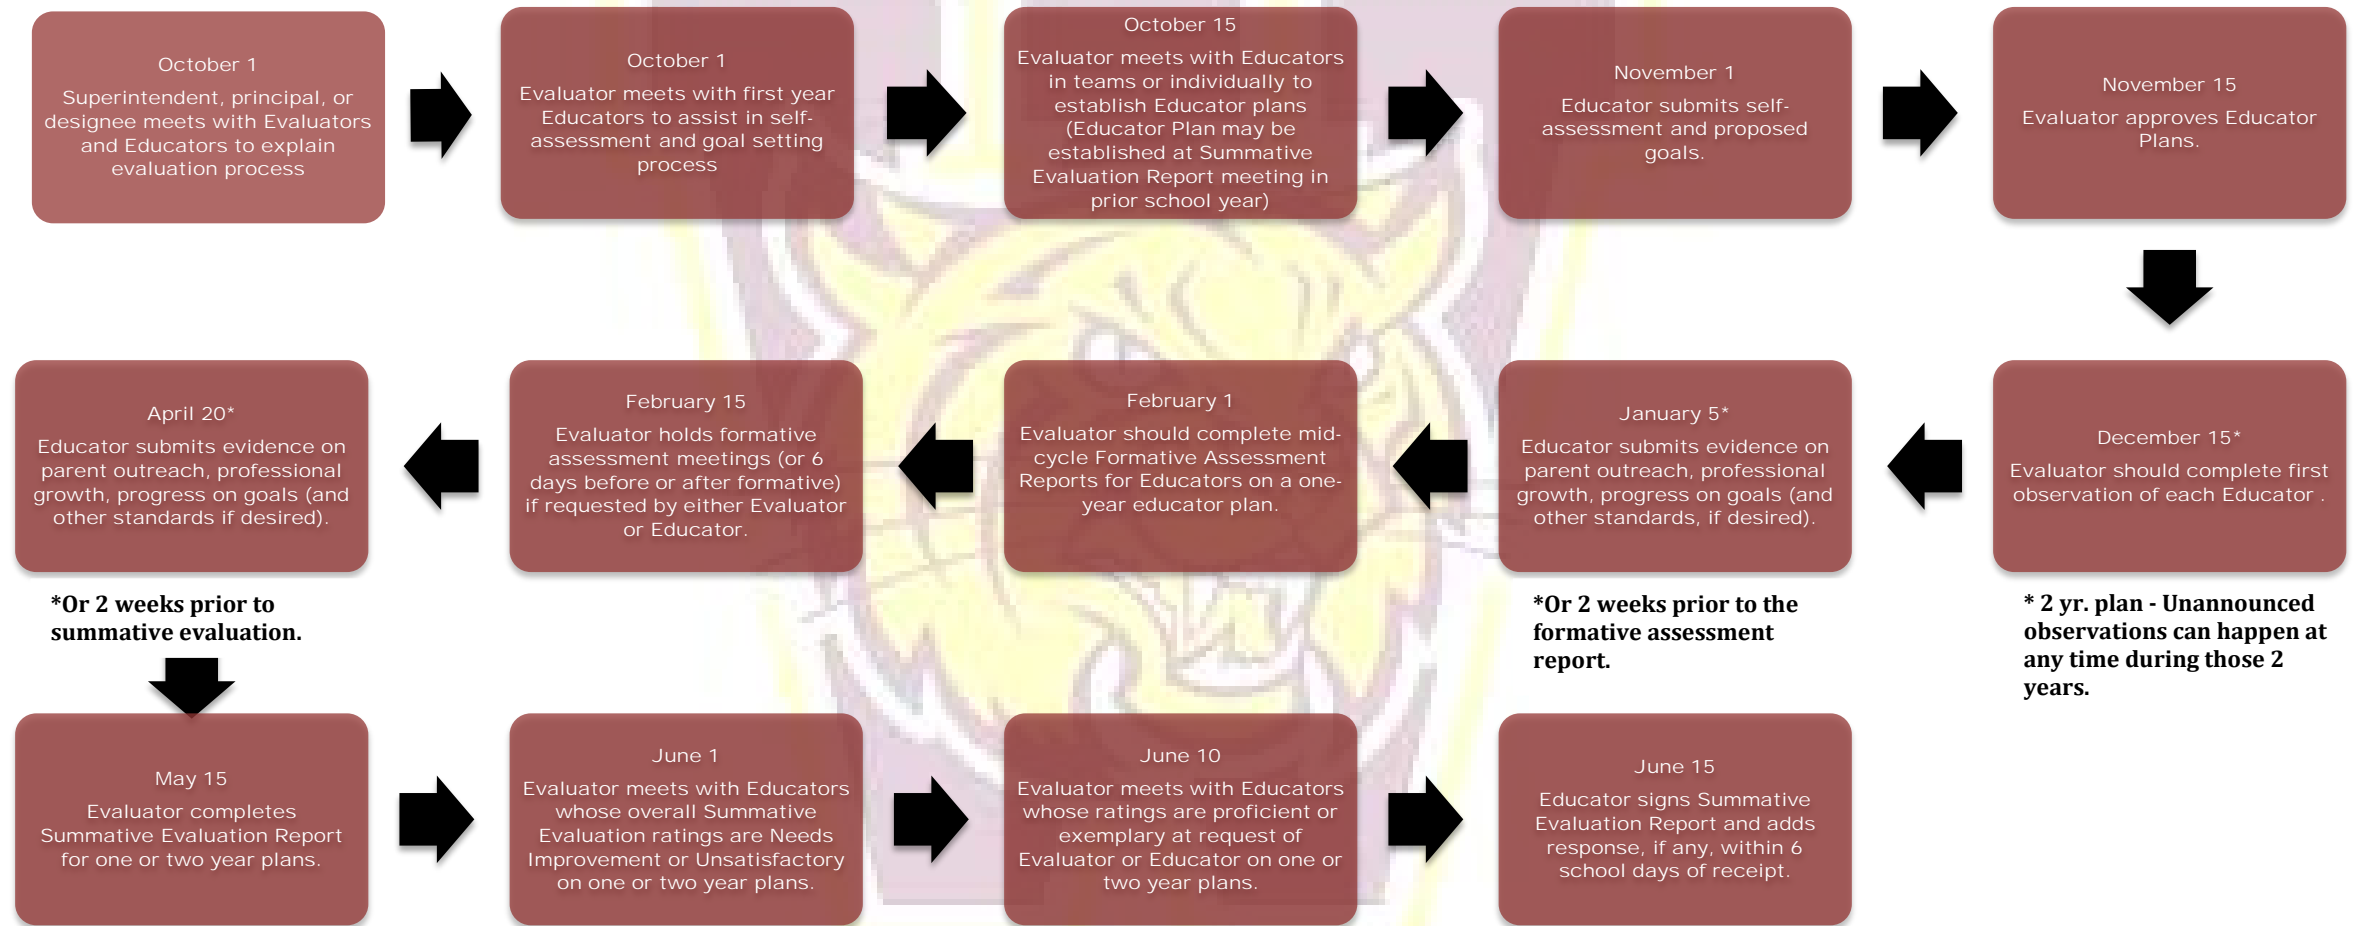 October 1
Superintendent, principal, or
designee meets with Evaluators
and Educators to explain
evaluation process
October 1
Evaluator meets with first year
Educators to assist in self-
assessment and goal setting
process
October 15
Evaluator meets with Educators
in teams or individually to
establish Educator plans
(Educator Plan may be
established at Summative
Evaluation Report meeting in
prior school year)
November 1
Educator submits self-
assessment and proposed
goals.
November 15
Evaluator approves Educator
Plans.
December 15*
Evaluator should complete first
observation of each Educator .
* 2 yr. plan - Unannounced
observations can happen at
any time during those 2
years.
January 5*
Educator submits evidence on
parent outreach, professional
growth, progress on goals (and
other standards, if desired).
*Or 2 weeks prior to the
formative assessment
report.
February 1
Evaluator should complete mid-
cycle Formative Assessment
Reports for Educators on a one-
year educator plan.
February 15
Evaluator holds formative
assessment meetings (or 6
days before or after formative)
if requested by either Evaluator
or Educator.
April 20*
Educator submits evidence on
parent outreach, professional
growth, progress on goals (and
other standards if desired).
*Or 2 weeks prior to
summative evaluation.
May 15
Evaluator completes
Summative Evaluation Report
for one or two year plans.
June 1
Evaluator meets with Educators
whose overall Summative
Evaluation ratings are Needs
Improvement or Unsatisfactory
on one or two year plans.
June 10
Evaluator meets with Educators
whose ratings are proficient or
exemplary at request of
Evaluator or Educator on one or
two year plans.
June 15
Educator signs Summative
Evaluation Report and adds
response, if any, within 6
school days of receipt.